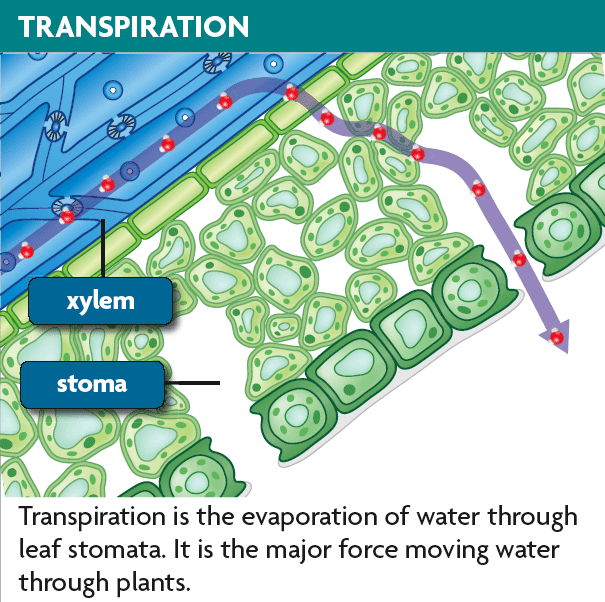 TRANSPIRATION
xylem
stoma
Transpiration is the evaporation of water through
leaf stomata. It is the major force moving water
through plants.